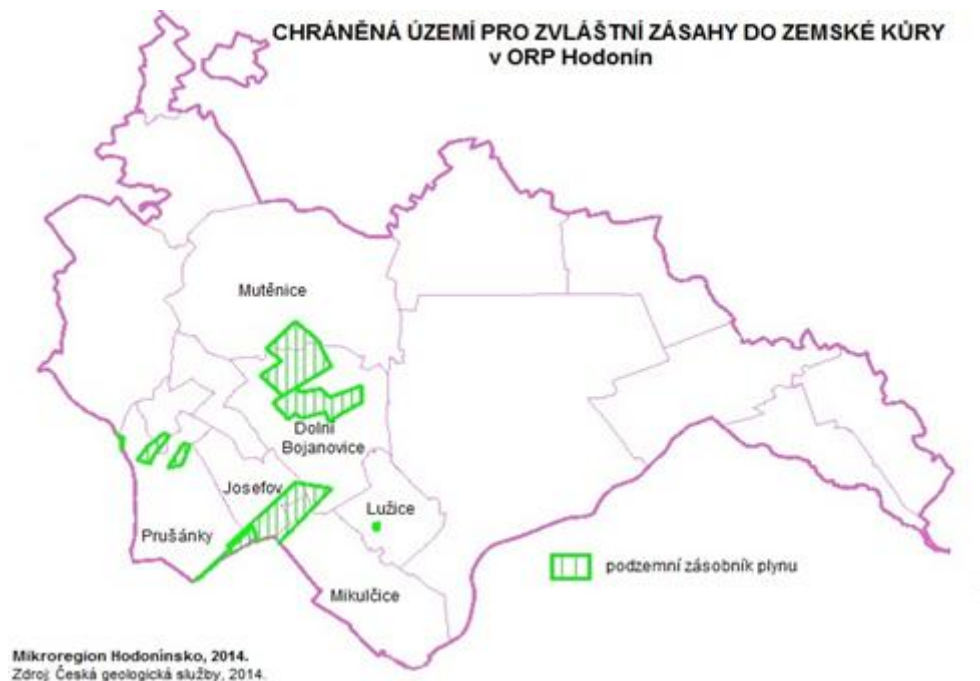 CHRÁNĚNÁ ÚZEMÍ PRO ZVLÁŠTNÍ ZÁSAHY DO ZEMSKÉ KŮRY
v ORP Hodonín
Mutěnice
Dolní
Bojanovice
Josefov
Lužice
Prušánky
podzemní zásobník plynu
Mikulčice
Mikroregion Hodonínsko, 2014.
Zdroj: Česká geologická služby, 2014.